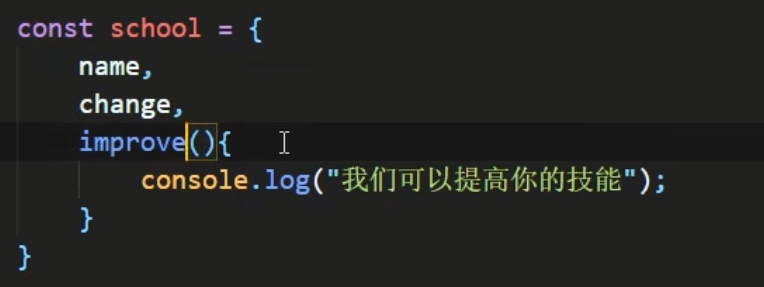 const school = {
    name,
    change,
    improve(){
        console.log("我们可以提高你的技能");
    }
}